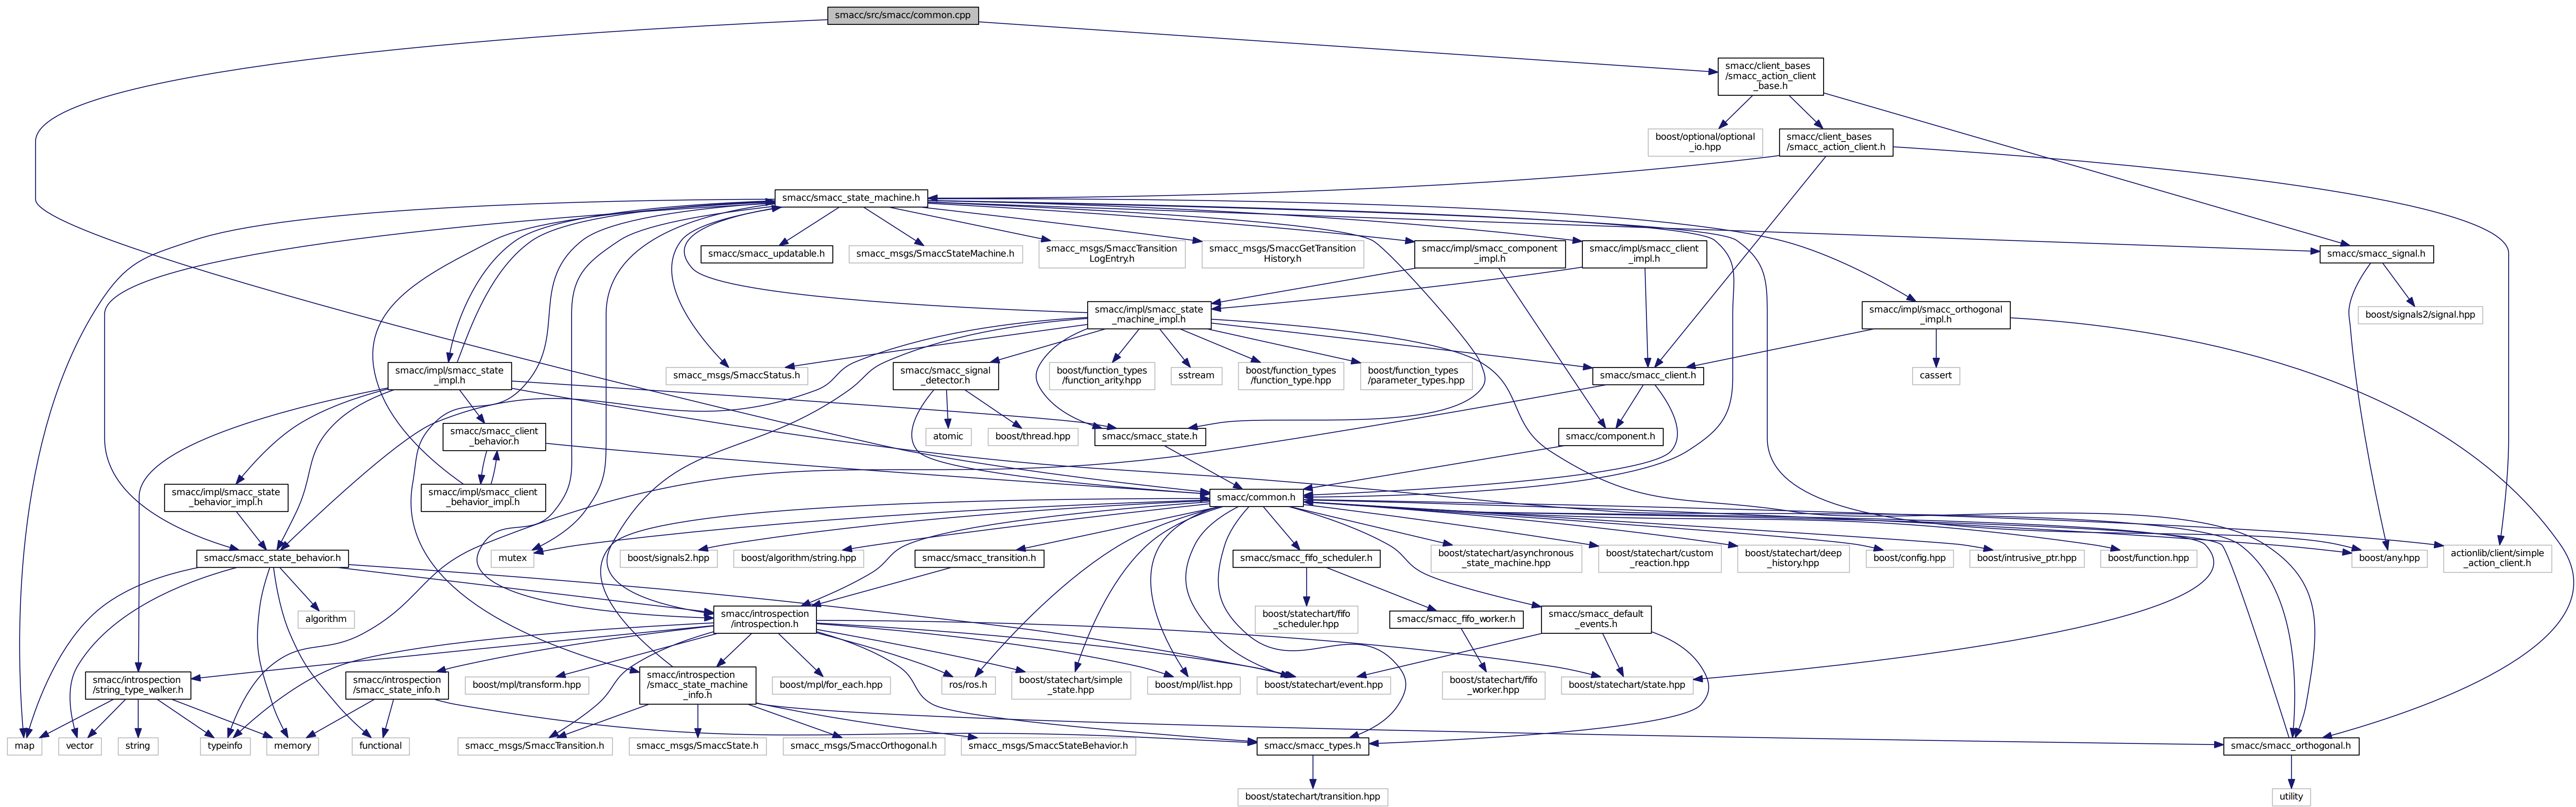 smacc/src/smacc/common.cpp
smacc/client_bases
/smacc_action_client
_base.h
boost/optional/optional
_io.hpp
smacc/client_bases
/smacc_action_client.h
smacc/smacc_state_machine.h
smacc/smacc_updatable.h
smacc_msgs/SmaccStateMachine.h
smacc_msgs/SmaccTransition
LogEntry.h
smacc_msgs/SmaccGetTransition
History.h
smacc/impl/smacc_component
_impl.h
smacc/impl/smacc_client
_impl.h
smacc/smacc_signal.h
smacc/impl/smacc_state
_machine_impl.h
smacc/impl/smacc_orthogonal
_impl.h
boost/signals2/signal.hpp
smacc/impl/smacc_state
_impl.h
smacc_msgs/SmaccStatus.h
smacc/smacc_signal
_detector.h
boost/function_types
/function_arity.hpp
sstream
boost/function_types
/function_type.hpp
boost/function_types
/parameter_types.hpp
smacc/smacc_client.h
cassert
smacc/smacc_client
_behavior.h
atomic
boost/thread.hpp
smacc/smacc_state.h
smacc/component.h
smacc/impl/smacc_state
_behavior_impl.h
smacc/impl/smacc_client
_behavior_impl.h
smacc/common.h
smacc/smacc_state_behavior.h
mutex
boost/signals2.hpp
boost/algorithm/string.hpp
smacc/smacc_transition.h
smacc/smacc_fifo_scheduler.h
boost/statechart/asynchronous
_state_machine.hpp
boost/statechart/custom
_reaction.hpp
boost/statechart/deep
_history.hpp
boost/config.hpp
boost/intrusive_ptr.hpp
boost/function.hpp
boost/any.hpp
actionlib/client/simple
_action_client.h
algorithm
smacc/introspection
/introspection.h
boost/statechart/fifo
_scheduler.hpp
smacc/smacc_fifo_worker.h
smacc/smacc_default
_events.h
smacc/introspection
/string_type_walker.h
smacc/introspection
/smacc_state_info.h
boost/mpl/transform.hpp
smacc/introspection
/smacc_state_machine
_info.h
boost/mpl/for_each.hpp
ros/ros.h
boost/statechart/simple
_state.hpp
boost/mpl/list.hpp
boost/statechart/event.hpp
boost/statechart/fifo
_worker.hpp
boost/statechart/state.hpp
map
vector
string
typeinfo
memory
functional
smacc_msgs/SmaccTransition.h
smacc_msgs/SmaccState.h
smacc_msgs/SmaccOrthogonal.h
smacc_msgs/SmaccStateBehavior.h
smacc/smacc_types.h
smacc/smacc_orthogonal.h
boost/statechart/transition.hpp
utility